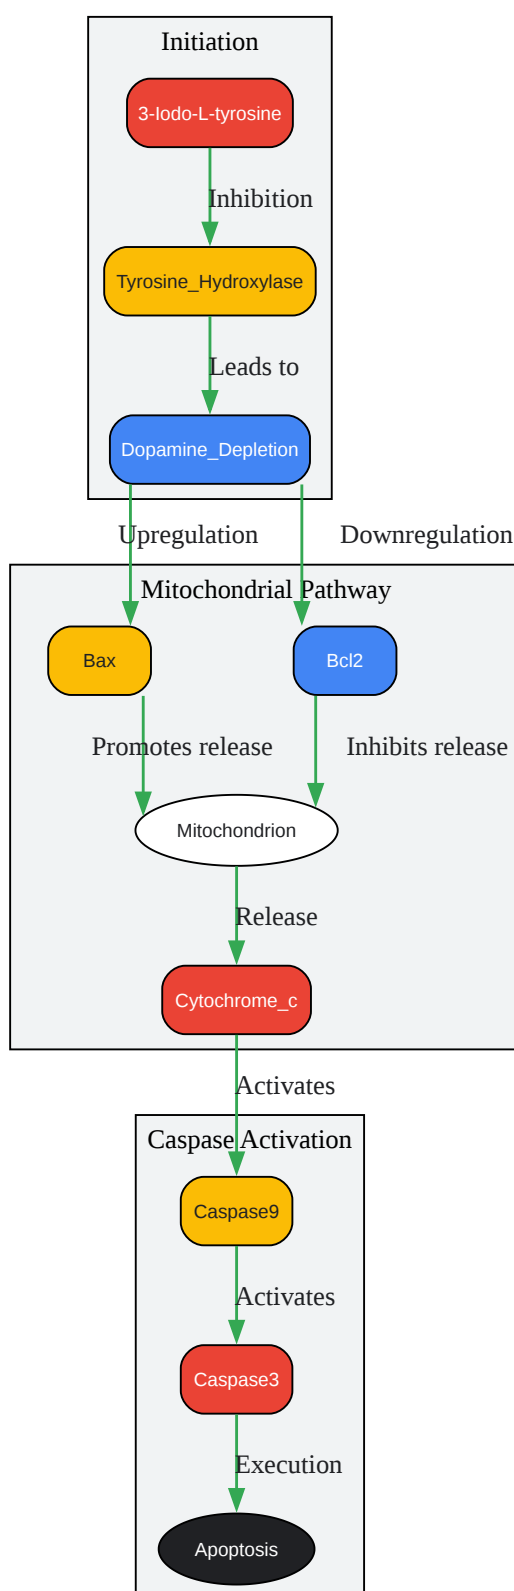 Initiation
3-Iodo-L-tyrosine
Inhibition
Tyrosine_Hydroxylase
Leads to
Dopamine_Depletion
Upregulation
Downregulation
Mitochondrial Pathway
Bax
Bcl2
Promotes release
Inhibits release
Mitochondrion
Release
Cytochrome_c
Activates
Caspase Activation
Caspase9
Activates
Caspase3
Execution
Apoptosis